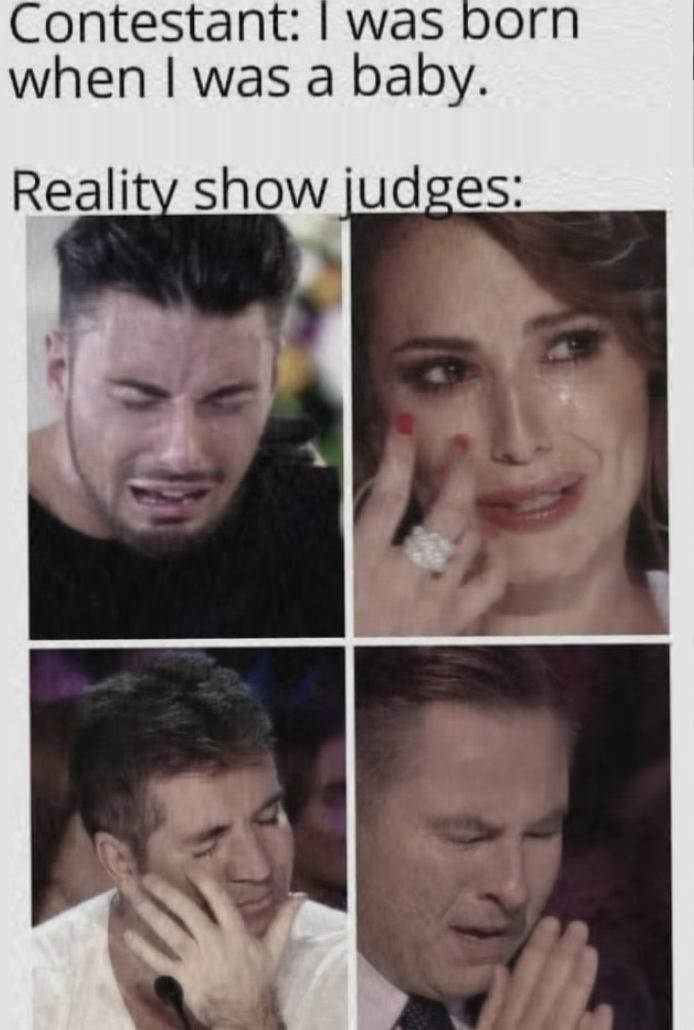 Contestant: I was born
when I was a baby.
Reality show judges: